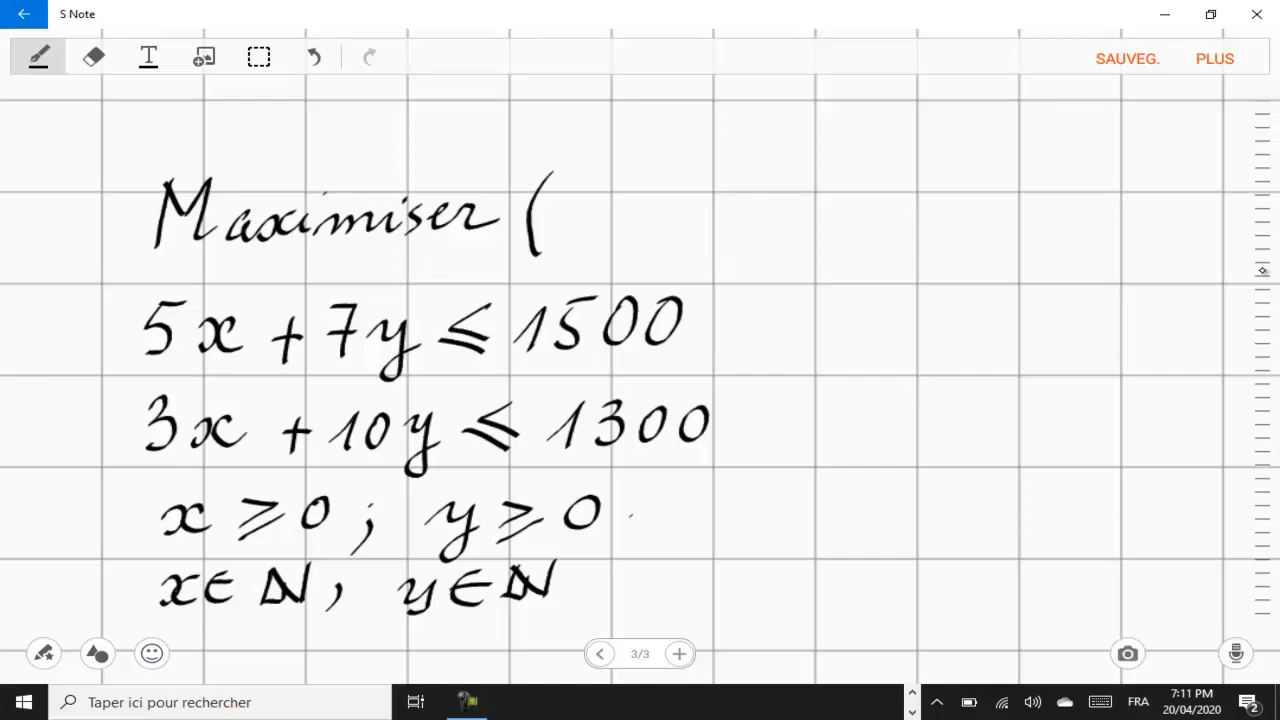 S Note
T
SAUVEG. PLUS
Maximiser (
5x + 7y ⩽ 1500
3x + 10y ⩽ 1300
x ⩾ 0 ; y ⩾ 0
x ∈ ℕ, y ∈ ℕ
3/3
Taper ici pour rechercher
FRA
7:11 PM
20/04/2020
2